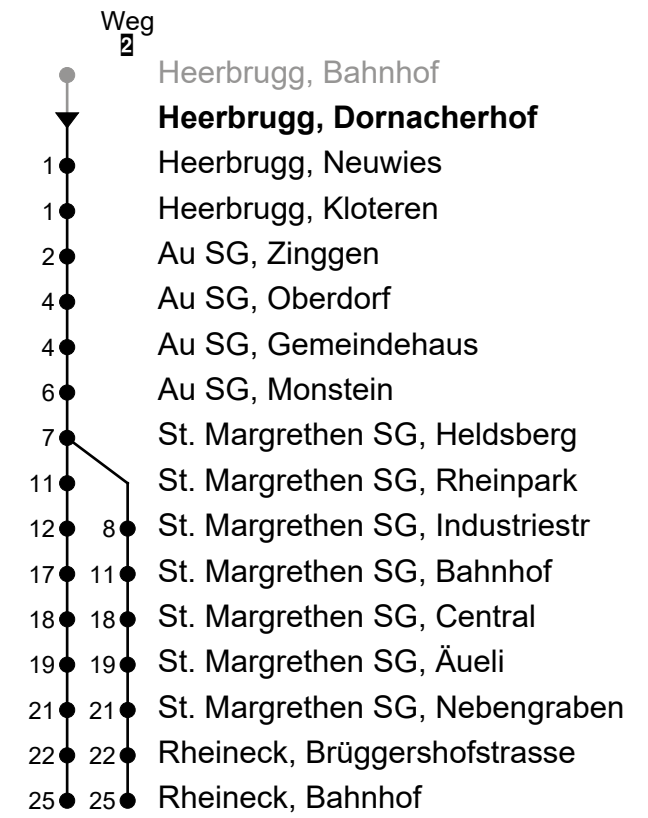 Weg
2
Heerbrugg, Bahnhof
Heerbrugg, Dornacherhof
1 Heerbrugg, Neuwies
1 Heerbrugg, Kloteren
2 Au SG, Zinggen
4 Au SG, Oberdorf
4 Au SG, Gemeindehaus
6 Au SG, Monstein
7 St. Margrethen SG, Heldsberg
11 St. Margrethen SG, Rheinpark
12 8 St. Margrethen SG, Industriestr
17 11 St. Margrethen SG, Bahnhof
18 18 St. Margrethen SG, Central
19 19 St. Margrethen SG, Äueli
21 21 St. Margrethen SG, Nebengraben
22 22 Rheineck, Brüggershofstrasse
25 25 Rheineck, Bahnhof